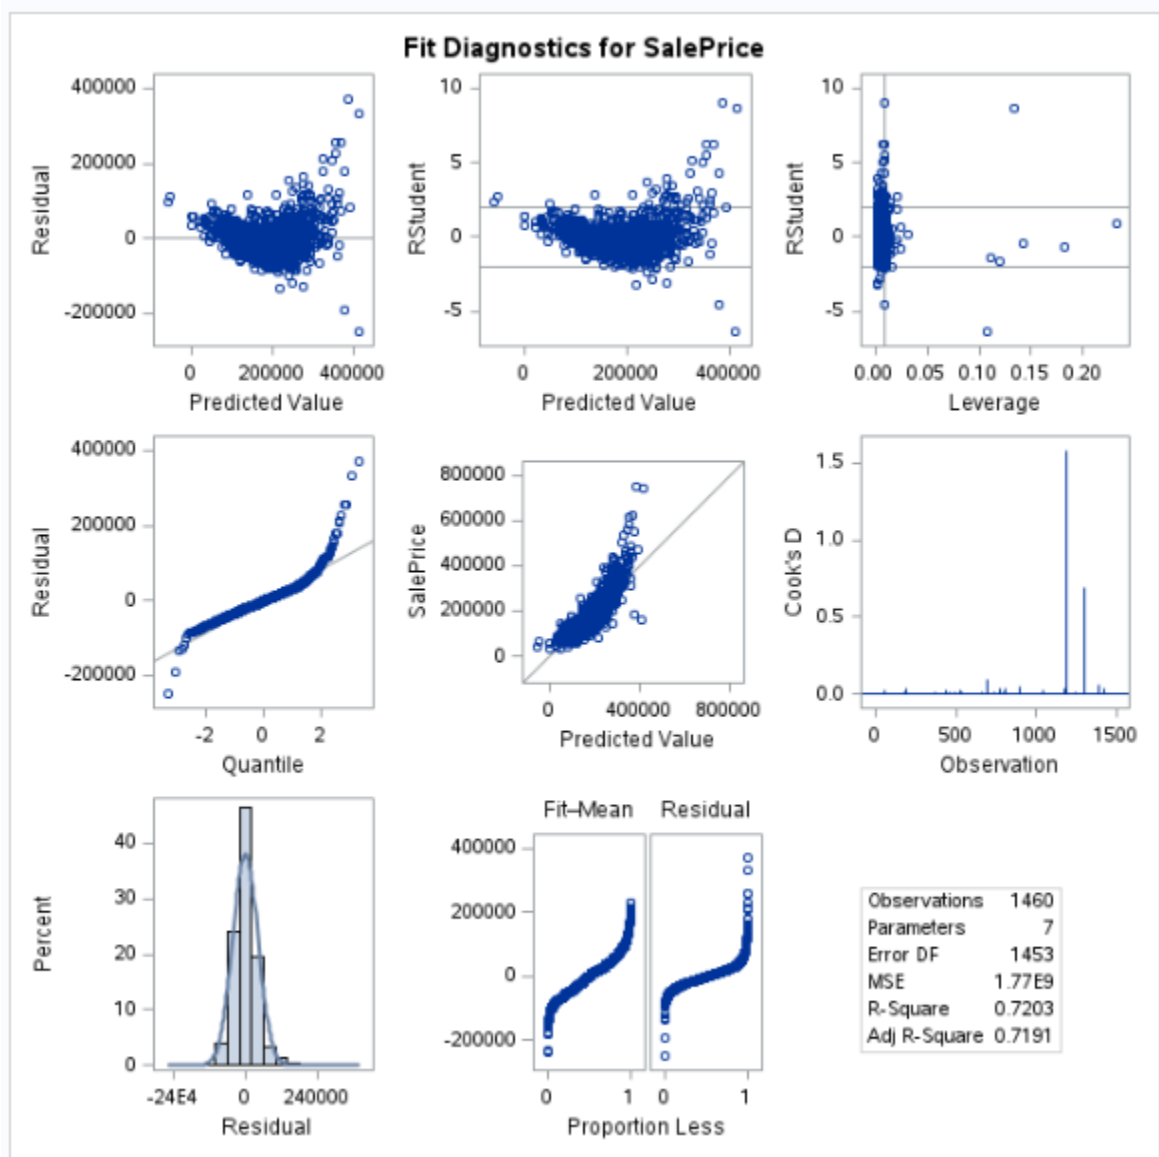 Fit Diagnostics for SalePrice
400000
200000
0
-200000
Residual
0 200000 400000
Predicted Value
10
5
0
-5
RStudent
0 200000 400000
Predicted Value
10
5
0
-5
RStudent
0.00 0.05 0.10 0.15 0.20
Leverage
400000
200000
0
-200000
Residual
-2 0 2
Quantile
800000
600000
400000
200000
0
SalePrice
0 400000 800000
Predicted Value
1.5
1.0
0.5
0.0
Cook's D
0 500 1000 1500
Observation
40
30
20
10
0
Percent
-24E4 0 240000
Residual
Fit–Mean Residual
400000
200000
0
-200000
0 1 0 1
Proportion Less
Observations 1460
Parameters 7
Error DF 1453
MSE 1.77E9
R-Square 0.7203
Adj R-Square 0.7191